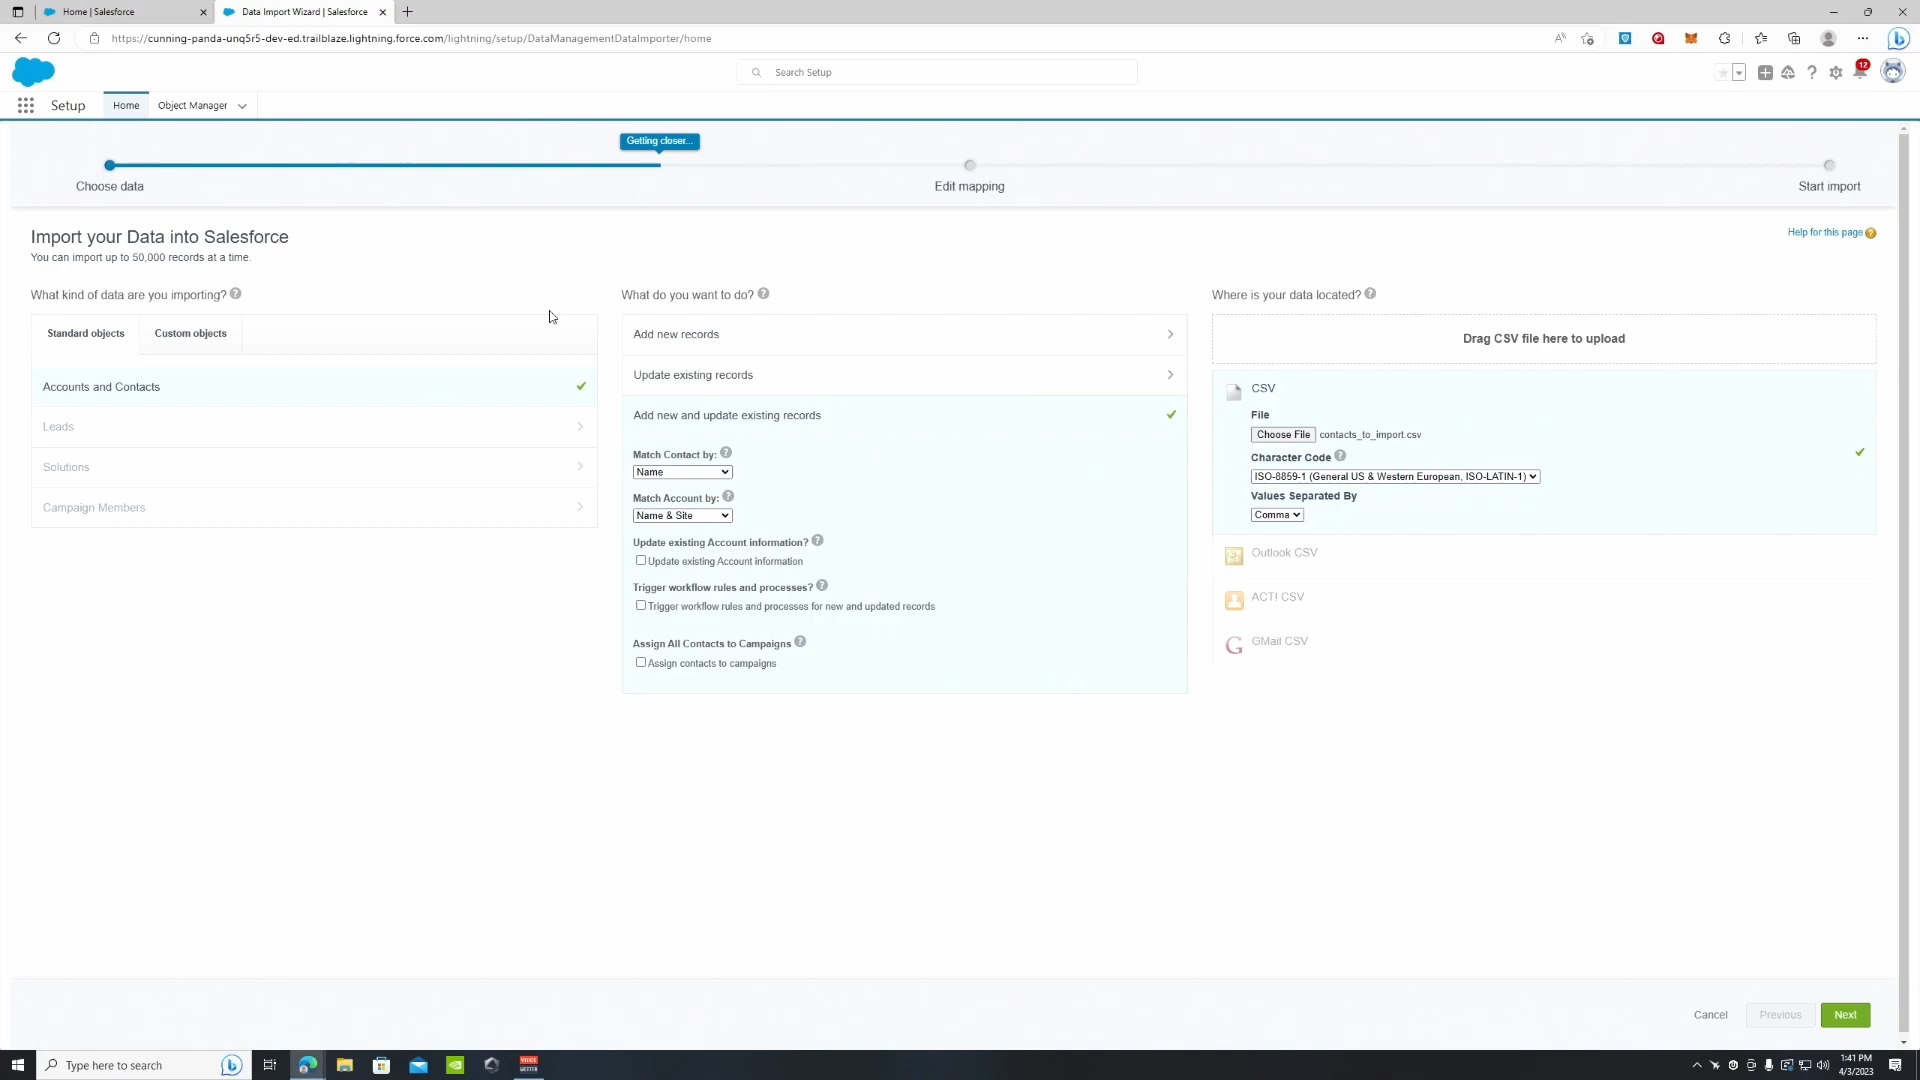 Home | Salesforce
Data Import Wizard | Salesforce
https://cunning-panda-unq5r5-dev-ed.trailblaze.lightning.force.com/lightning/setup/DataManagementDataImporter/home
Search Setup
12
Setup
Home
Object Manager
Getting closer...
Choose data
Edit mapping
Start import
Import your Data into Salesforce
Help for this page
You can import up to 50,000 records at a time.
What kind of data are you importing?
Standard objects
Custom objects
Accounts and Contacts
Leads
Solutions
Campaign Members
What do you want to do?
Add new records
Update existing records
Add new and update existing records
Match Contact by:
Name
Match Account by:
Name & Site
Update existing Account information?
Update existing Account information
Trigger workflow rules and processes?
Trigger workflow rules and processes for new and updated records
Assign All Contacts to Campaigns
Assign contacts to campaigns
Where is your data located?
Drag CSV file here to upload
CSV
File
Choose File contacts_to_import.csv
Character Code
ISO-8859-1 (General US & Western European, ISO-LATIN-1)
Values Separated By
Comma
Outlook CSV
ACT! CSV
GMail CSV
Cancel
Previous
Next
Type here to search
1:41 PM
4/3/2023